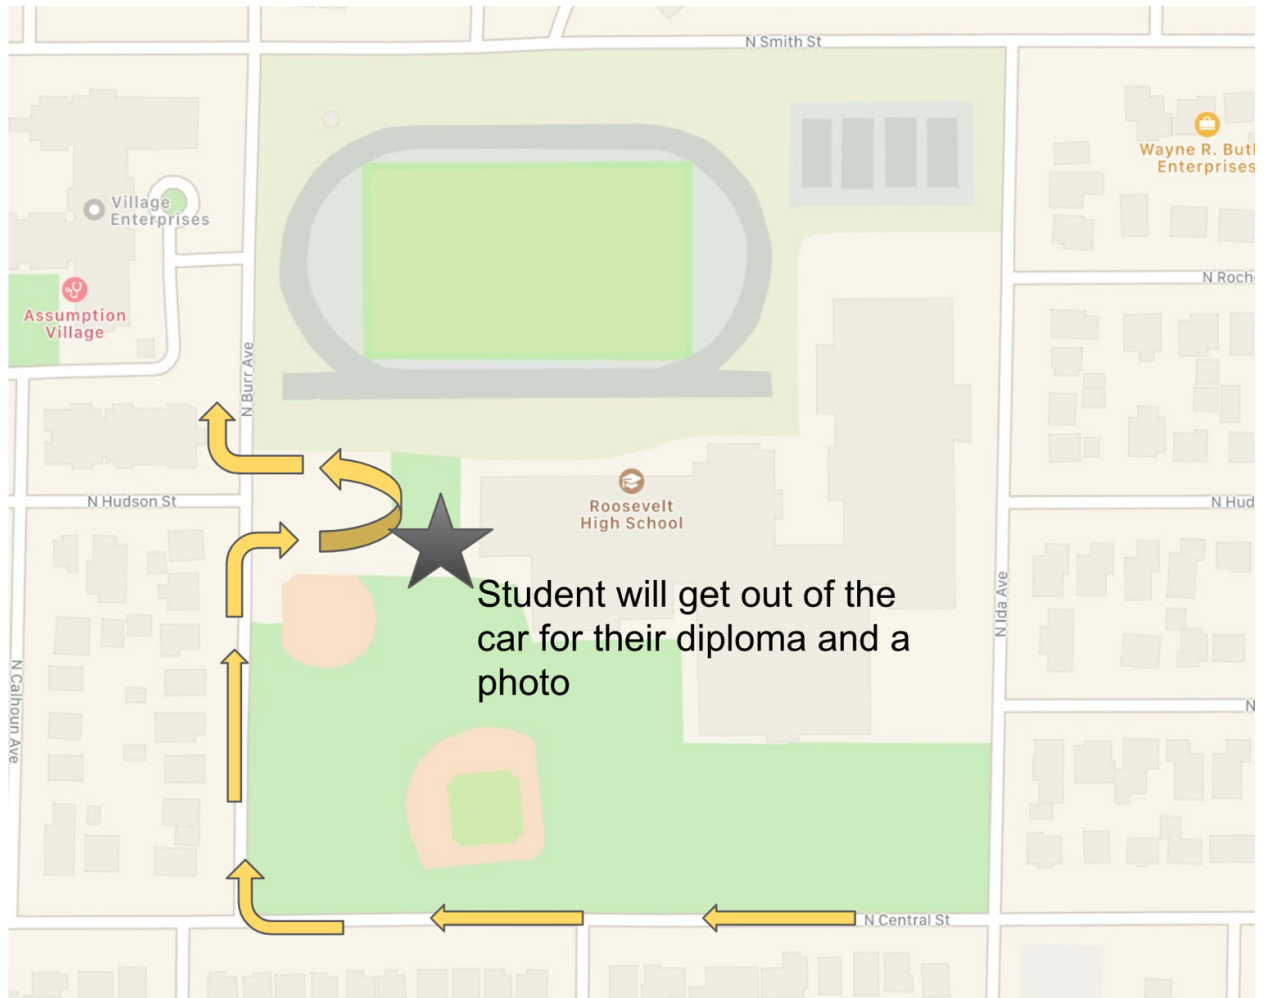 N Smith St
Wayne R. Butl
Enterprises
Village
Enterprises
N Roch
Assumption
Village
N Burr Ave
N Hudson St
Roosevelt
High School
N Hud
Student will get out of the
car for their diploma and a
photo
N Ida Ave
N Calhoun Ave
N
N Central St